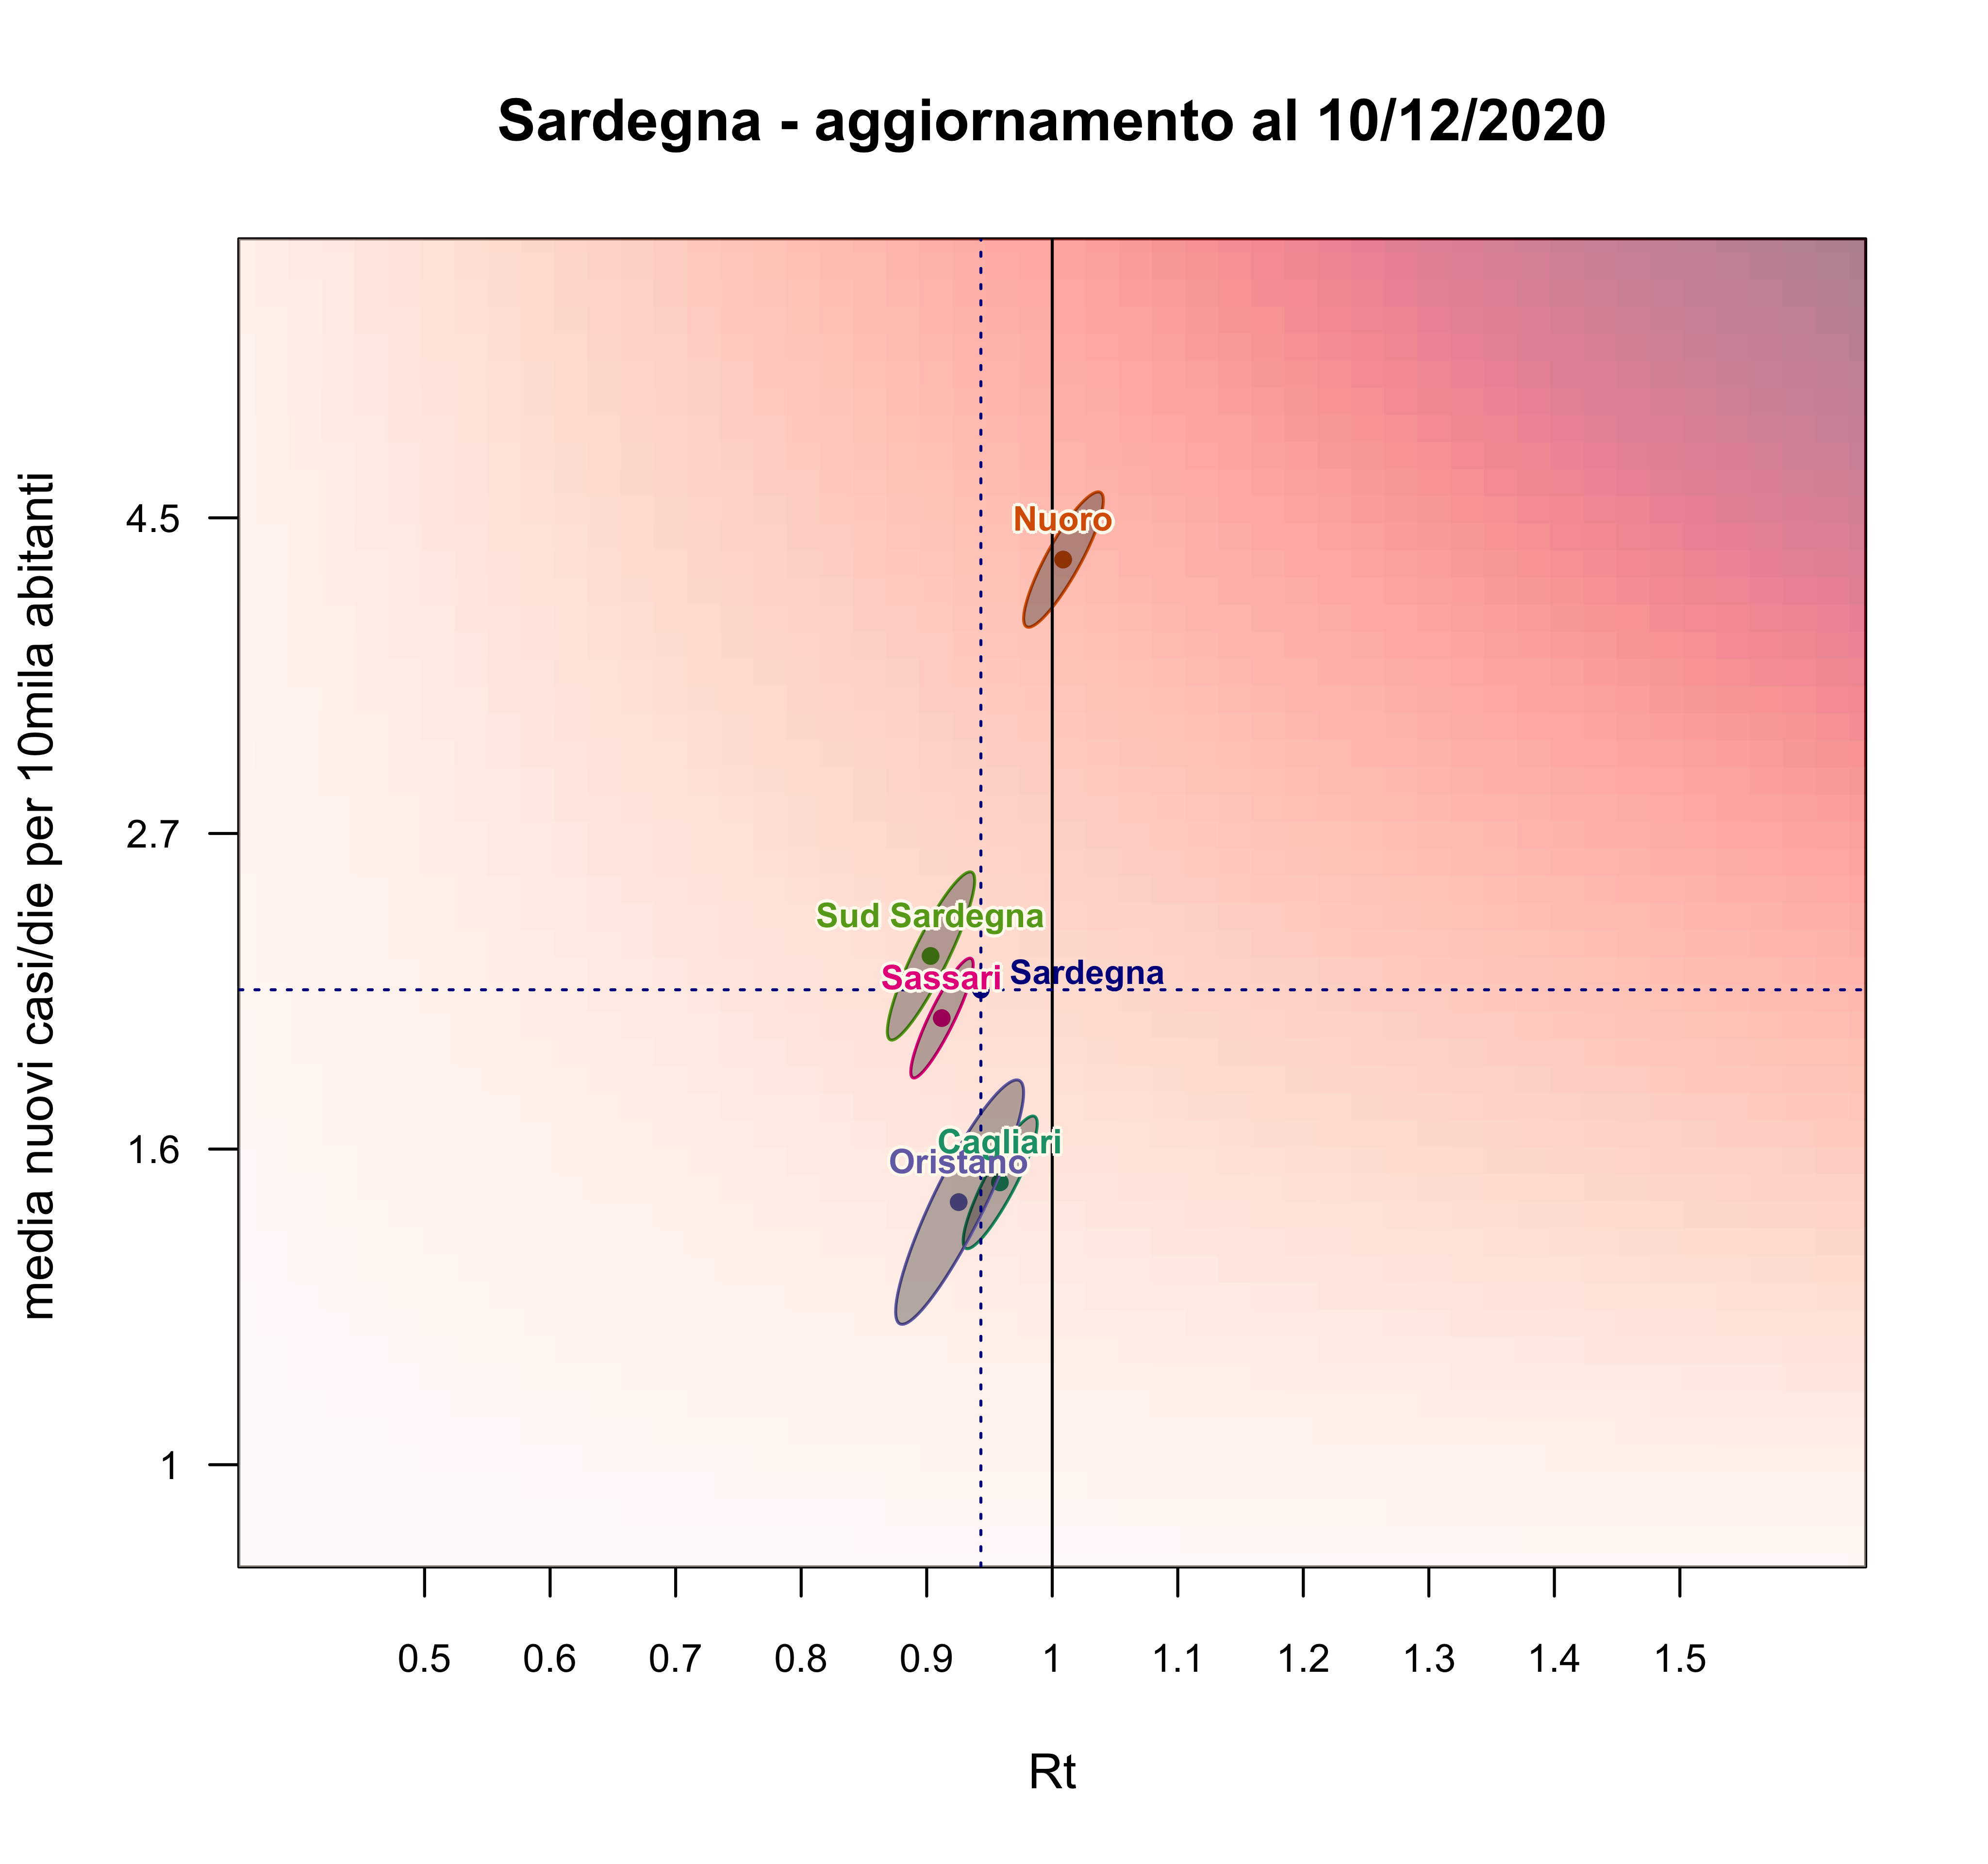 Sardegna - aggiornamento al 10/12/2020
media nuovi casi/die per 10mila abitanti
4.5
2.7
1.6
1
Nuoro
Sud Sardegna
Sardegna
Sassari
Cagliari
Oristano
0.5 0.6 0.7 0.8 0.9 1 1.1 1.2 1.3 1.4 1.5
Rt